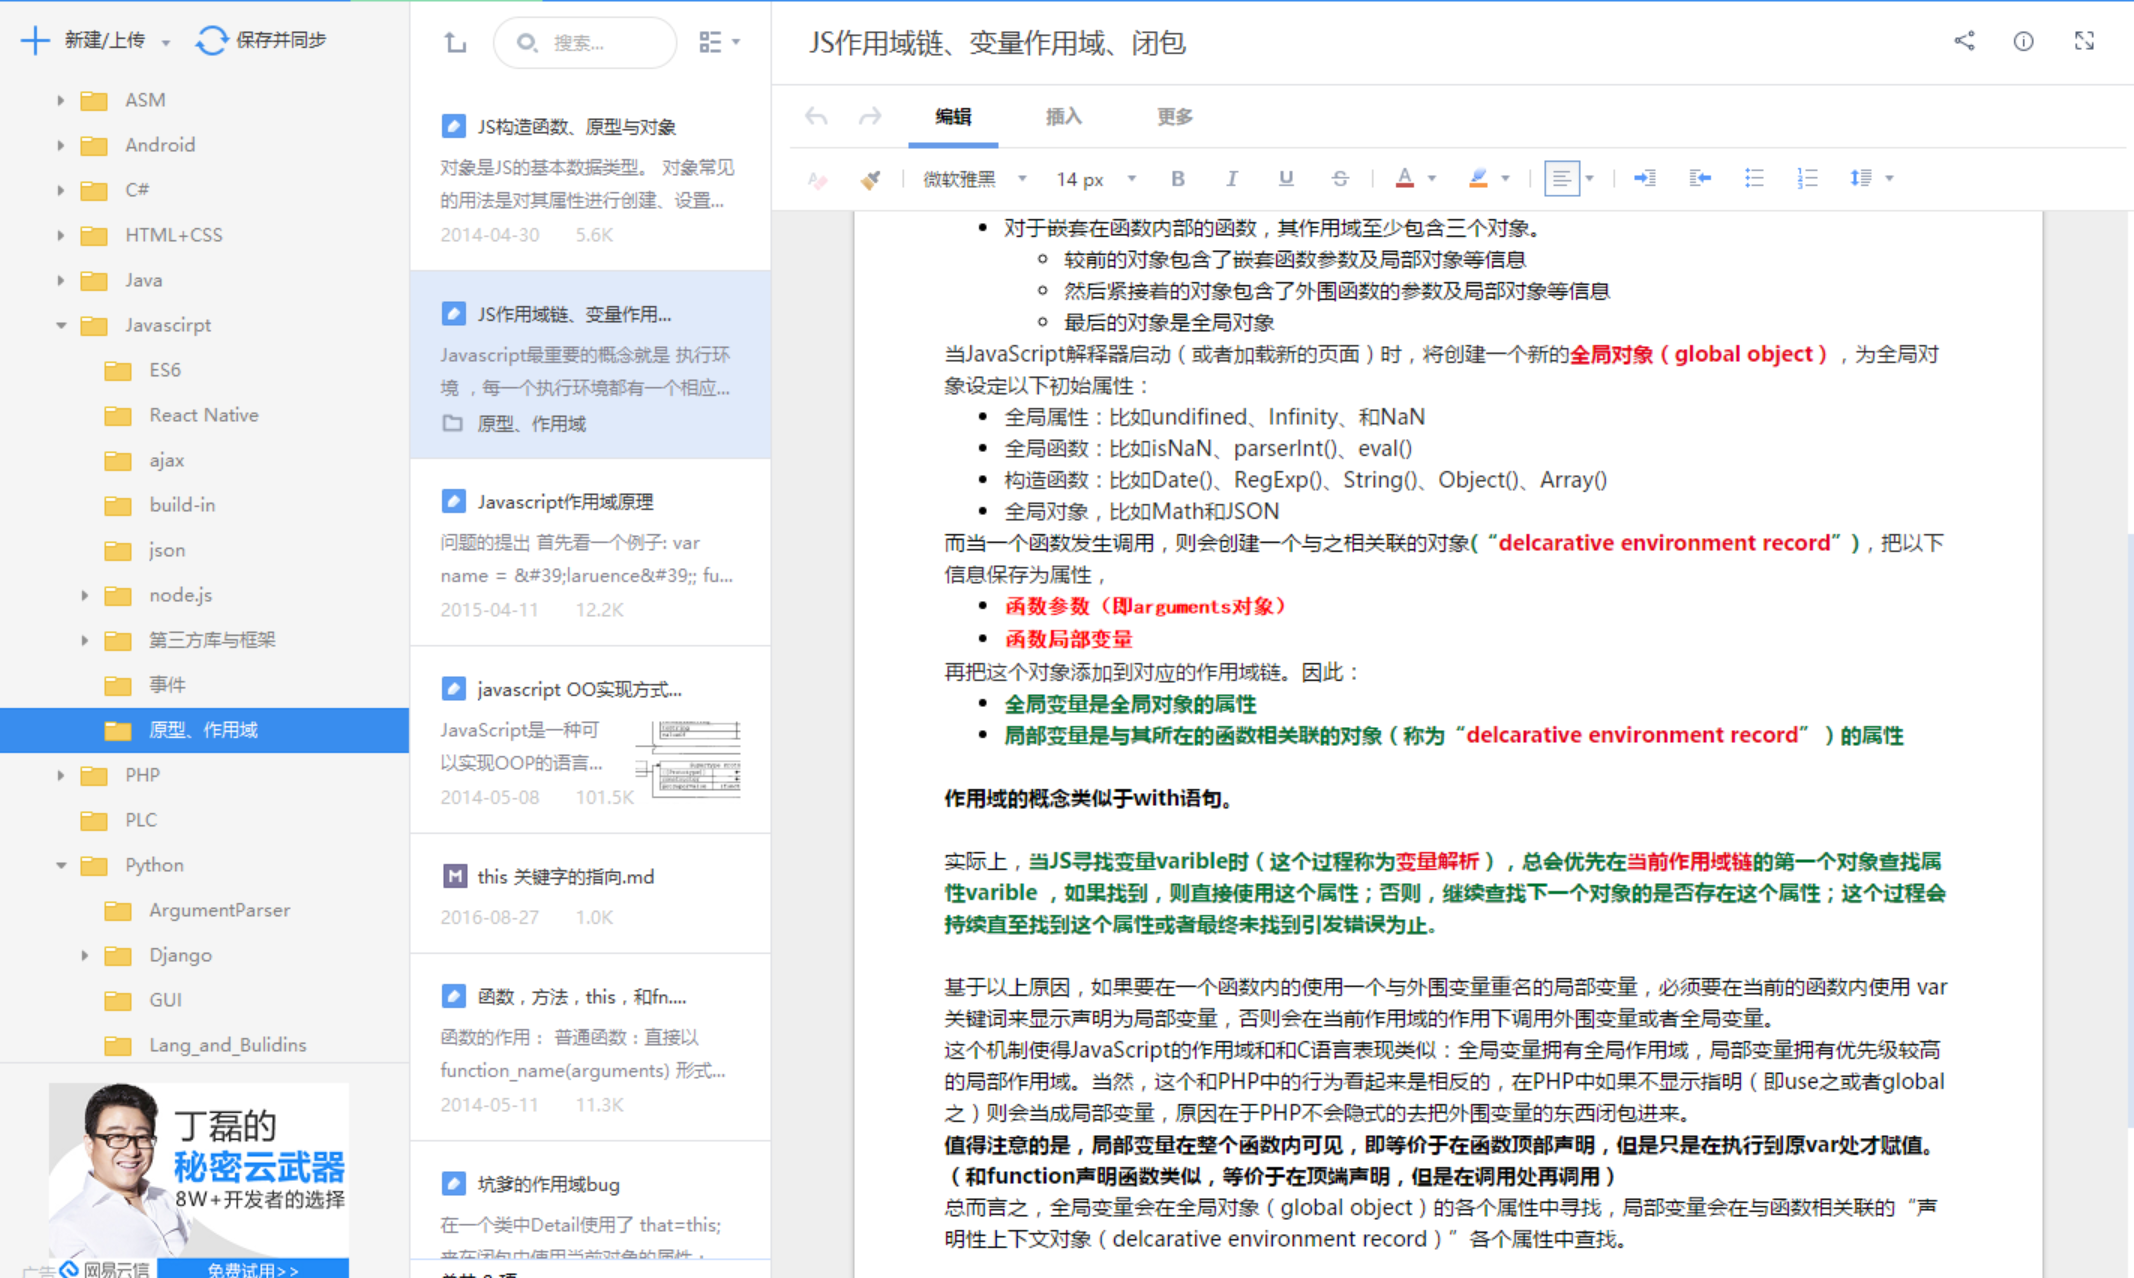 新建/上传
保存并同步
ASM
Android
C#
HTML+CSS
Java
Javascirpt
ES6
React Native
ajax
build-in
json
node.js
第三方库与框架
事件
原型、作用域
PHP
PLC
Python
ArgumentParser
Django
GUI
Lang_and_Bulidins
丁磊的
秘密云武器
8W+开发者的选择
广告
网易云信
免费试用>>
搜索...
JS构造函数、原型与对象
对象是JS的基本数据类型。 对象常见
的用法是对其属性进行创建、设置...
2014-04-30 5.6K
JS作用域链、变量作用...
Javascript最重要的概念就是 执行环
境 ，每一个执行环境都有一个相应...
原型、作用域
Javascript作用域原理
问题的提出 首先看一个例子: var
name = &#39;laruence&#39;; fu...
2015-04-11 12.2K
javascript OO实现方式...
JavaScript是一种可
以实现OOP的语言...
2014-05-08 101.5K
this 关键字的指向.md
2016-08-27 1.0K
函数，方法，this，和fn....
函数的作用： 普通函数：直接以
function_name(arguments) 形式...
2014-05-11 11.3K
坑爹的作用域bug
在一个类中Detail使用了 that=this;
来在闭包中使用当前对象的属性；
JS作用域链、变量作用域、闭包
编辑 插入 更多
微软雅黑 14 px B I U S A
对于嵌套在函数内部的函数，其作用域至少包含三个对象。
较前的对象包含了嵌套函数参数及局部对象等信息
然后紧接着的对象包含了外围函数的参数及局部对象等信息
最后的对象是全局对象
当JavaScript解释器启动（或者加载新的页面）时，将创建一个新的全局对象（global object），为全局对
象设定以下初始属性：
全局属性：比如undifined、Infinity、和NaN
全局函数：比如isNaN、parserInt()、eval()
构造函数：比如Date()、RegExp()、String()、Object()、Array()
全局对象，比如Math和JSON
而当一个函数发生调用，则会创建一个与之相关联的对象(“delcarative environment record”)，把以下
信息保存为属性，
函数参数（即arguments对象）
函数局部变量
再把这个对象添加到对应的作用域链。因此：
全局变量是全局对象的属性
局部变量是与其所在的函数相关联的对象（称为“delcarative environment record”）的属性
作用域的概念类似于with语句。
实际上，当JS寻找变量varible时（这个过程称为变量解析），总会优先在当前作用域链的第一个对象查找属
性varible ，如果找到，则直接使用这个属性；否则，继续查找下一个对象的是否存在这个属性；这个过程会
持续直至找到这个属性或者最终未找到引发错误为止。
基于以上原因，如果要在一个函数内的使用一个与外围变量重名的局部变量，必须要在当前的函数内使用 var
关键词来显示声明为局部变量，否则会在当前作用域的作用下调用外围变量或者全局变量。
这个机制使得JavaScript的作用域和和C语言表现类似：全局变量拥有全局作用域，局部变量拥有优先级较高
的局部作用域。当然，这个和PHP中的行为看起来是相反的，在PHP中如果不显示指明（即use之或者global
之）则会当成局部变量，原因在于PHP不会隐式的去把外围变量的东西闭包进来。
值得注意的是，局部变量在整个函数内可见，即等价于在函数顶部声明，但是只是在执行到原var处才赋值。
（和function声明函数类似，等价于在顶端声明，但是在调用处再调用）
总而言之，全局变量会在全局对象（global object）的各个属性中寻找，局部变量会在与函数相关联的“声
明性上下文对象（delcarative environment record）”各个属性中查找。